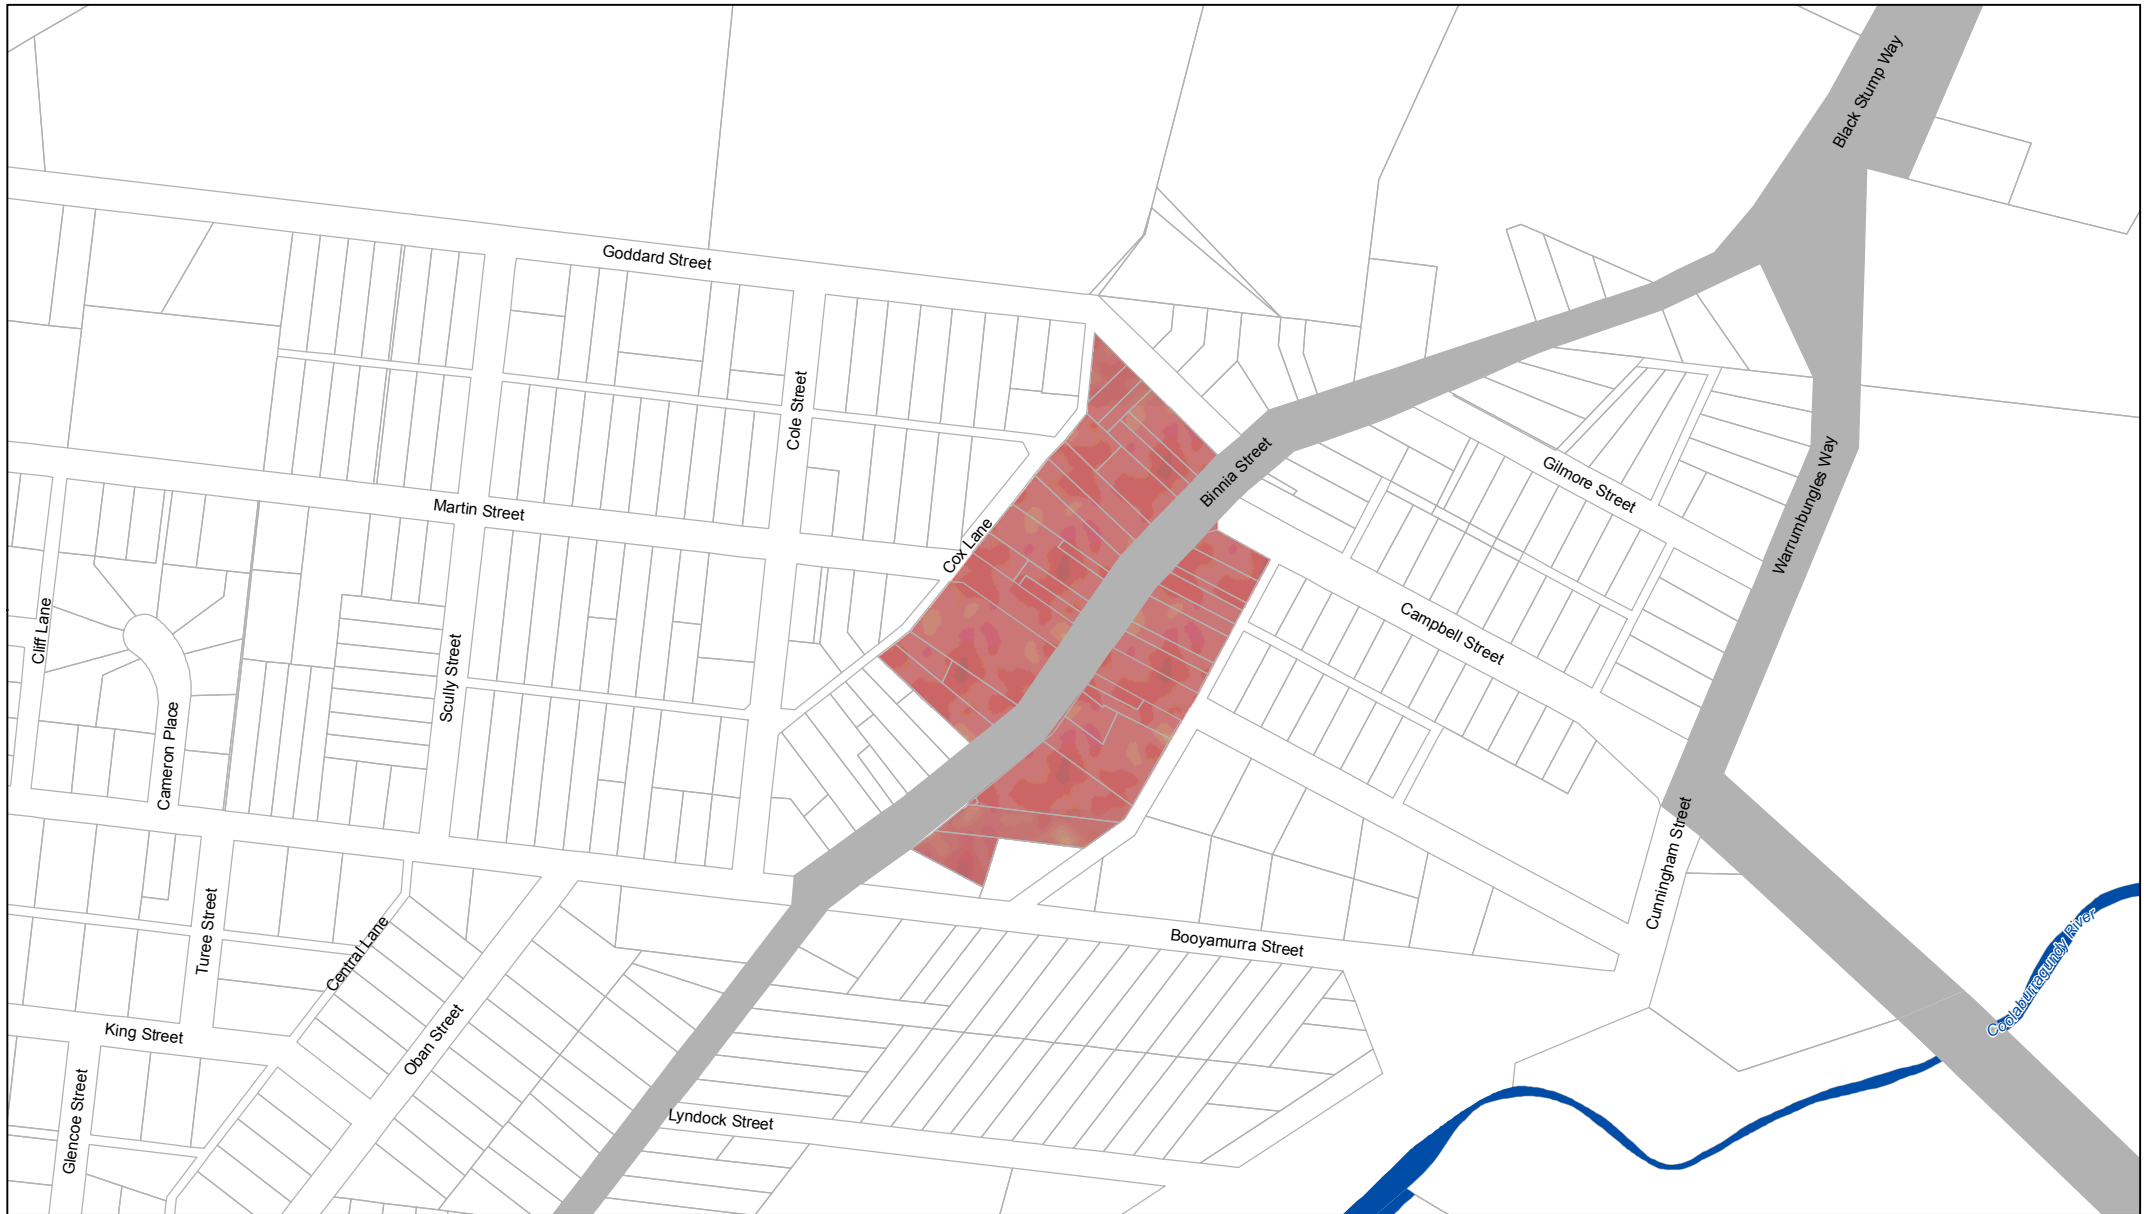 Black Stump Way
Goddard Street
Cole Street
Binnia Street
Gilmore Street
Martin Street
Cox Lane
Warrumbungles Way
Cliff Lane
Campbell Street
Scully Street
Cameron Place
Cunningham Street
Turee Street
Central Lane
Booyamurra Street
Coolaburragundy River
King Street
Oban Street
Glencoe Street
Lyndock Street